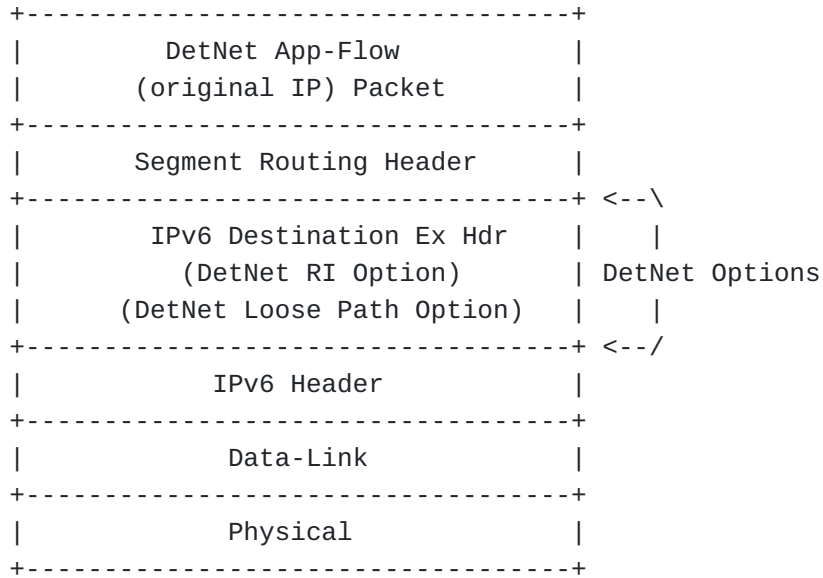 +-----------------------------------+
|          DetNet App-Flow          |
|        (original IP) Packet       |
+-----------------------------------+
|        Segment Routing Header     |
+-----------------------------------+ <--\
|         IPv6 Destination Ex Hdr   |    |
|           (DetNet RI Option)      | DetNet Options
|       (DetNet Loose Path Option)  |    |
+-----------------------------------+ <--/
|             IPv6 Header           |
+-----------------------------------+
|              Data-Link            |
+-----------------------------------+
|              Physical             |
+-----------------------------------+